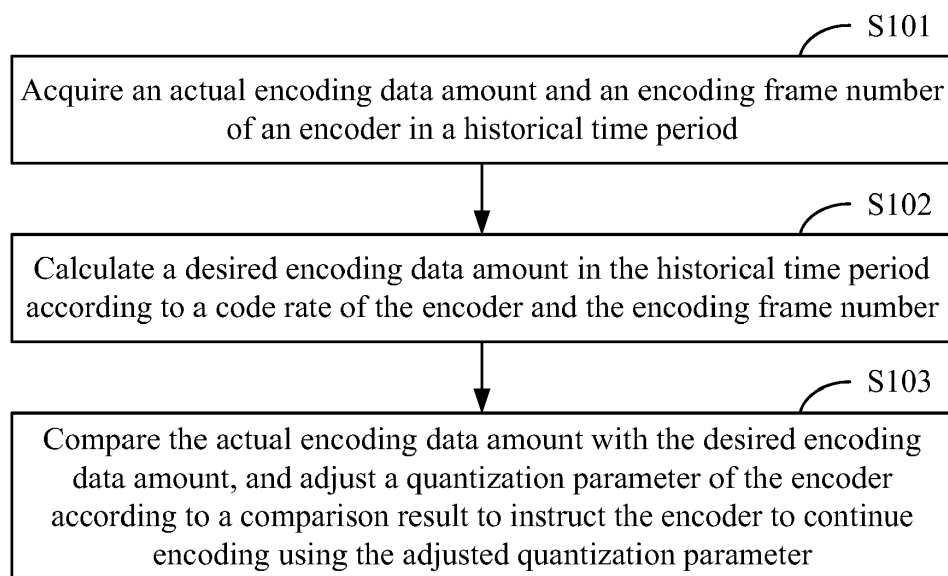 S101
Acquire an actual encoding data amount and an encoding frame number
of an encoder in a historical time period
S102
Calculate a desired encoding data amount in the historical time period
according to a code rate of the encoder and the encoding frame number
S103
Compare the actual encoding data amount with the desired encoding
data amount, and adjust a quantization parameter of the encoder
according to a comparison result to instruct the encoder to continue
encoding using the adjusted quantization parameter